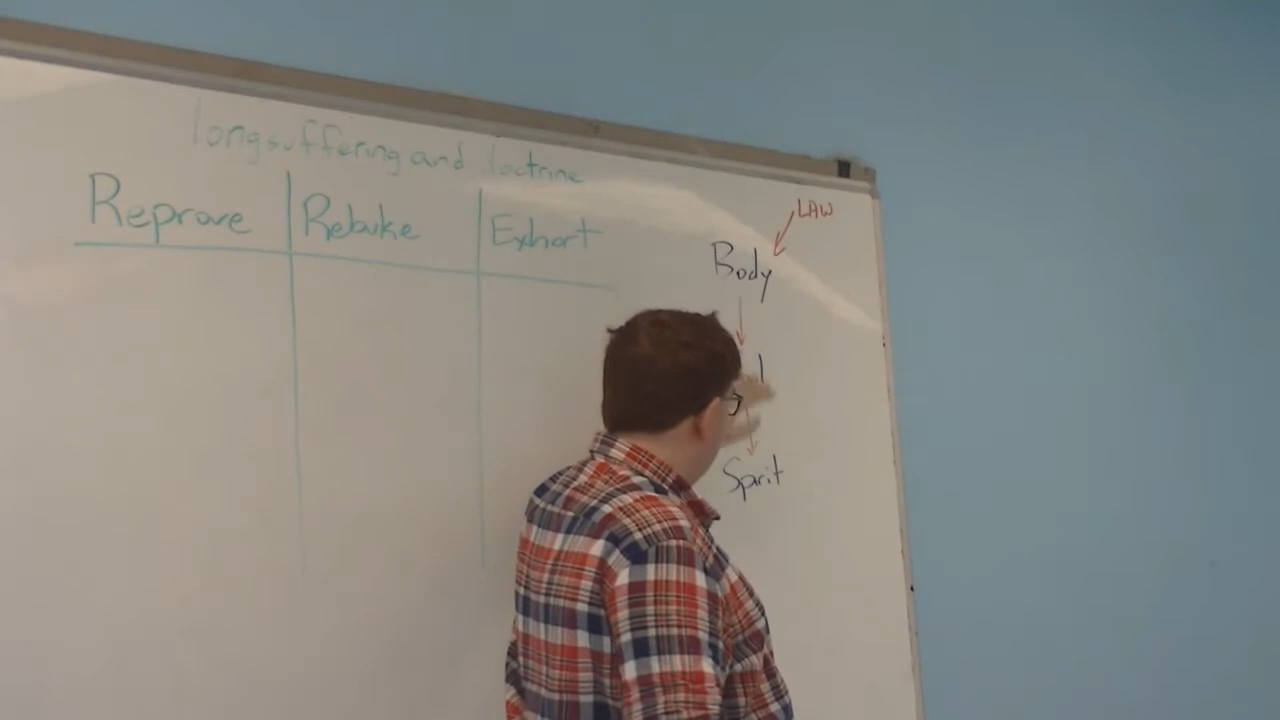 longsuffering and doctrine
Reprove Rebuke Exhort
LAW
Body
Spirit